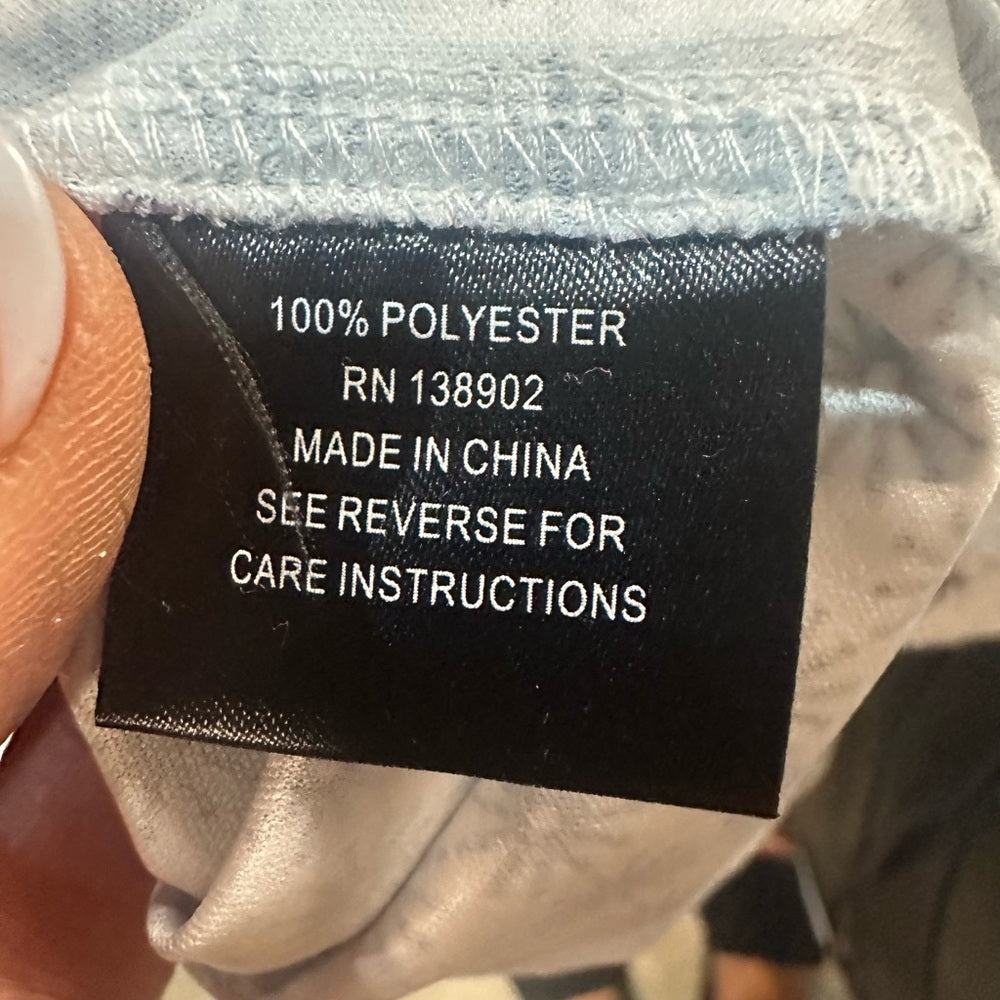 100% POLYESTER
RN 138902
MADE IN CHINA
SEE REVERSE FOR
CARE INSTRUCTIONS